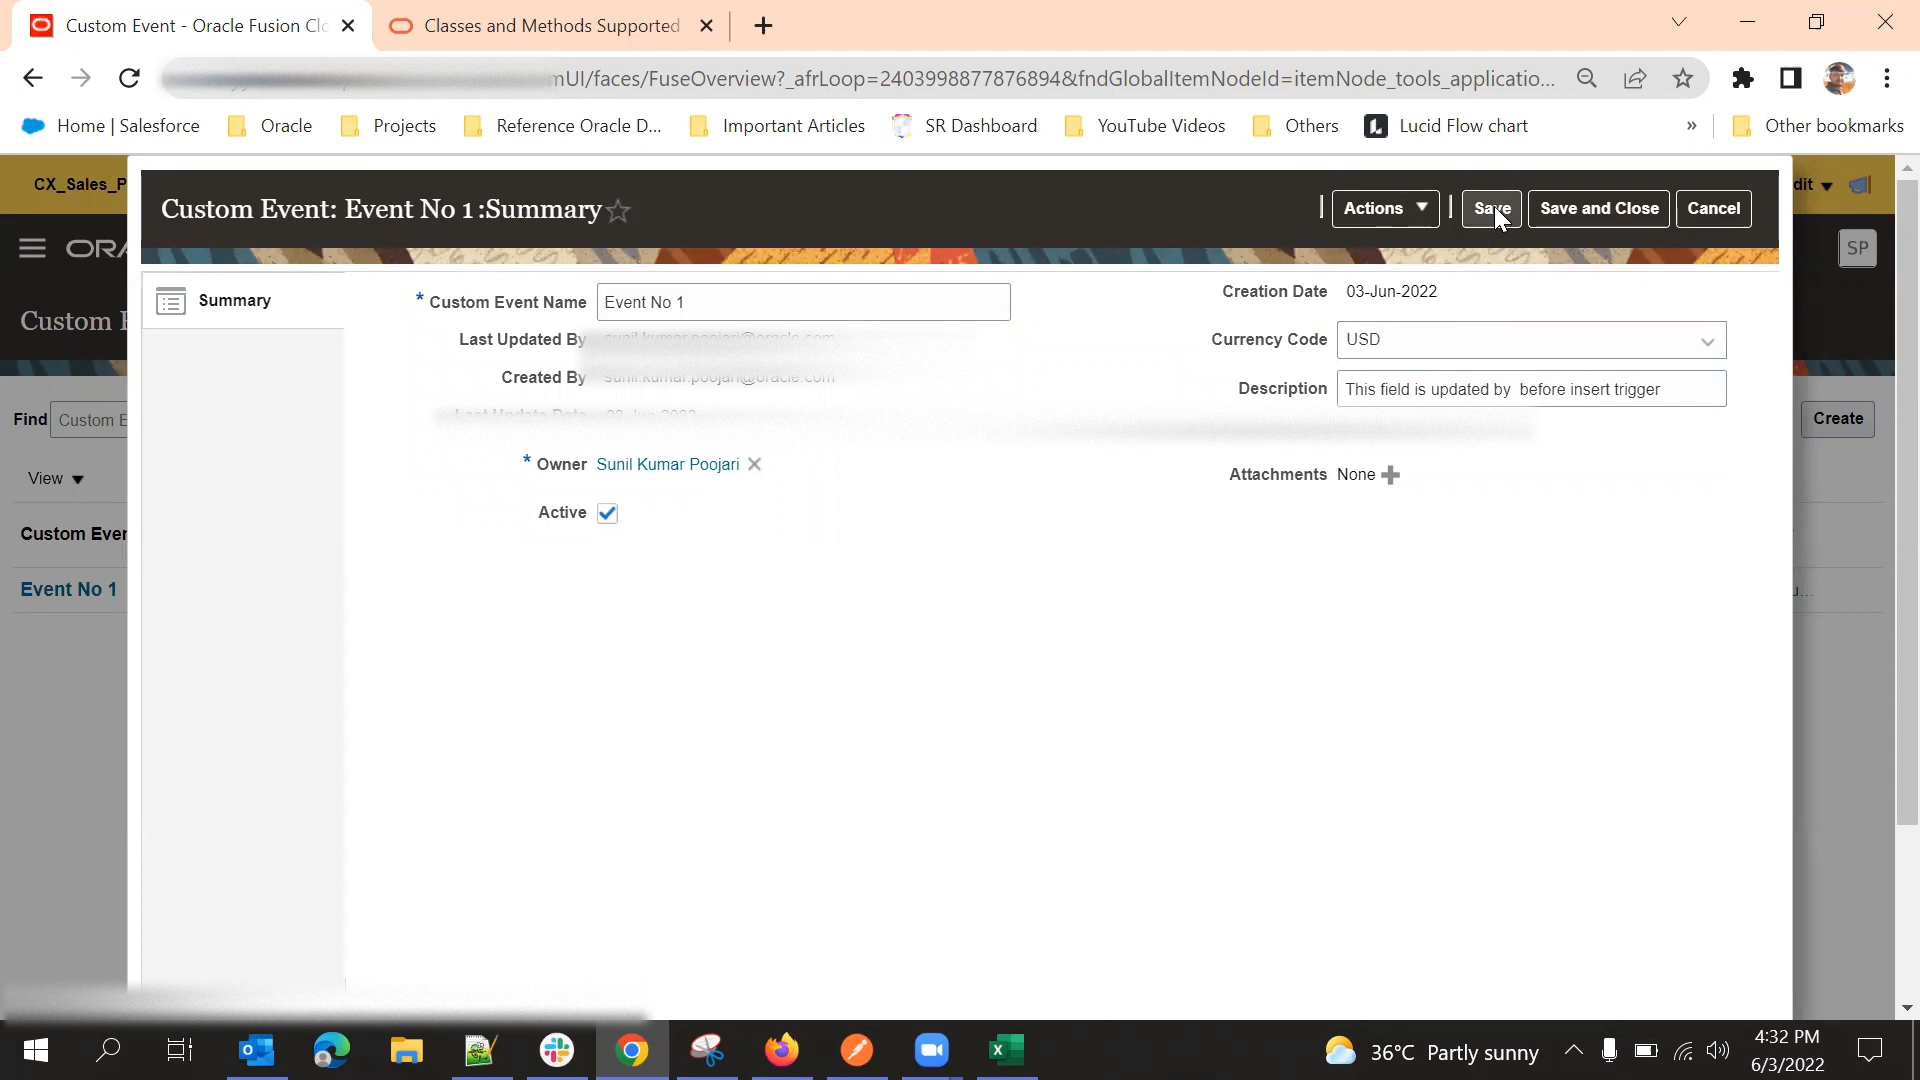 Custom Event - Oracle Fusion Clo
Classes and Methods Supported
mUI/faces/FuseOverview?_afrLoop=2403998877876894&fndGlobalItemNodeId=itemNode_tools_applicatio...
Home | Salesforce
Oracle
Projects
Reference Oracle D...
Important Articles
SR Dashboard
YouTube Videos
Others
Lucid Flow chart
»
Other bookmarks
CX_Sales_P
dit
Custom Event: Event No 1 :Summary
Actions
Save
Save and Close
Cancel
ORA
SP
Summary
* Custom Event Name Event No 1
Creation Date 03-Jun-2022
Custom E
Last Updated By sunil.kumar.poojari@oracle.com
Currency Code USD
Created By sunil.kumar.poojari@oracle.com
Description This field is updated by before insert trigger
Last Update Date 03-Jun-2022
Find Custom E
Create
* Owner Sunil Kumar Poojari
Attachments None
View
Active
Custom Ever
Event No 1
u...
36°C Partly sunny
4:32 PM
6/3/2022